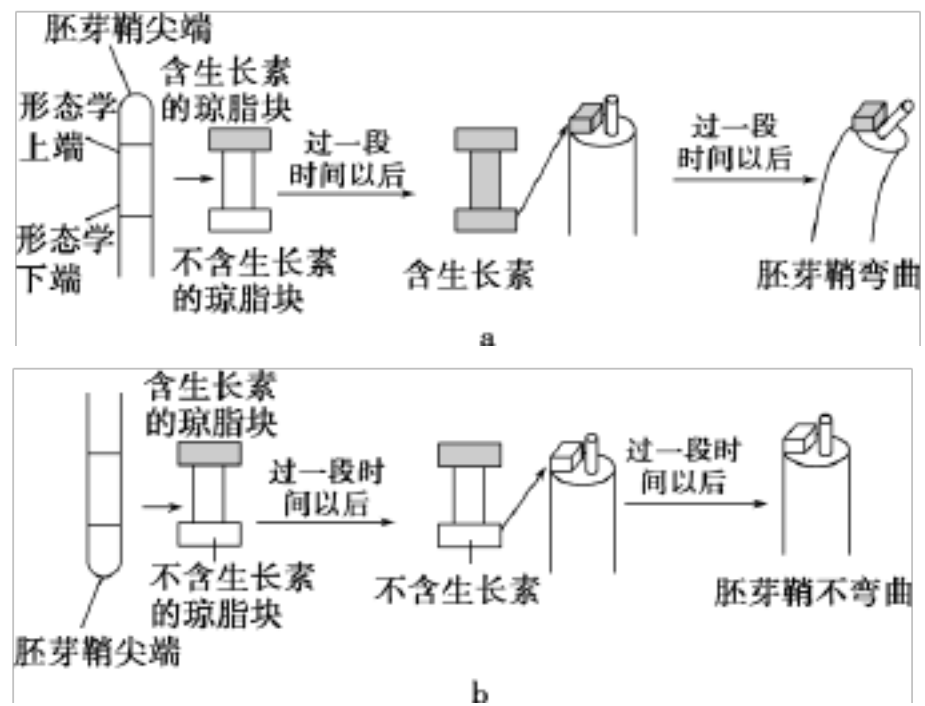 胚芽鞘尖端
含生长素
的琼脂块
形态学
上端
过一段
时间以后
过一段
时间以后
形态学
下端
不含生长素
的琼脂块
含生长素
胚芽鞘弯曲
a
含生长素
的琼脂块
过一段时
间以后
过一段时
间以后
不含生长素
的琼脂块
不含生长素
胚芽鞘不弯曲
胚芽鞘尖端
b